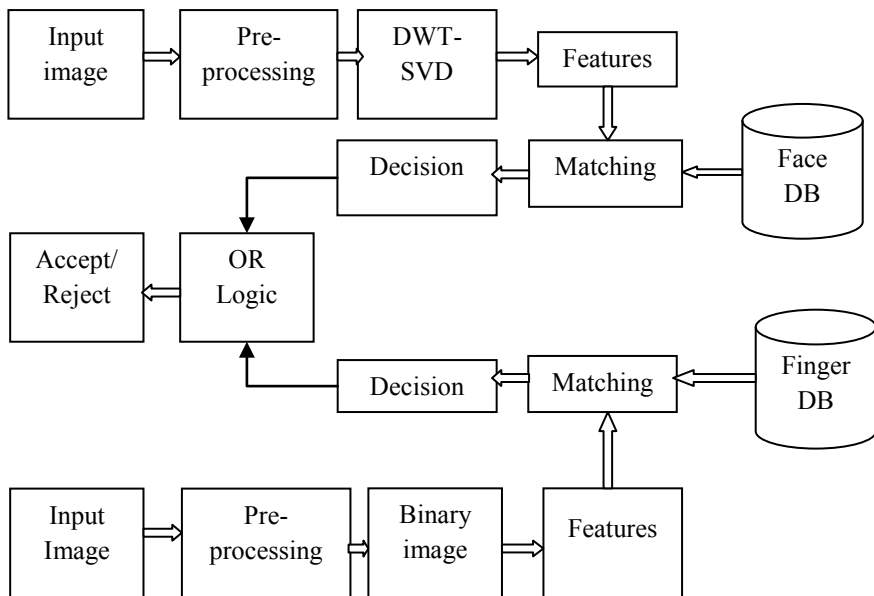 Input
image
Pre-
processing
DWT-
SVD
Features
Decision
Matching
Face
DB
Accept/
Reject
OR
Logic
Decision
Matching
Finger
DB
Input
Image
Pre-
processing
Binary
image
Features